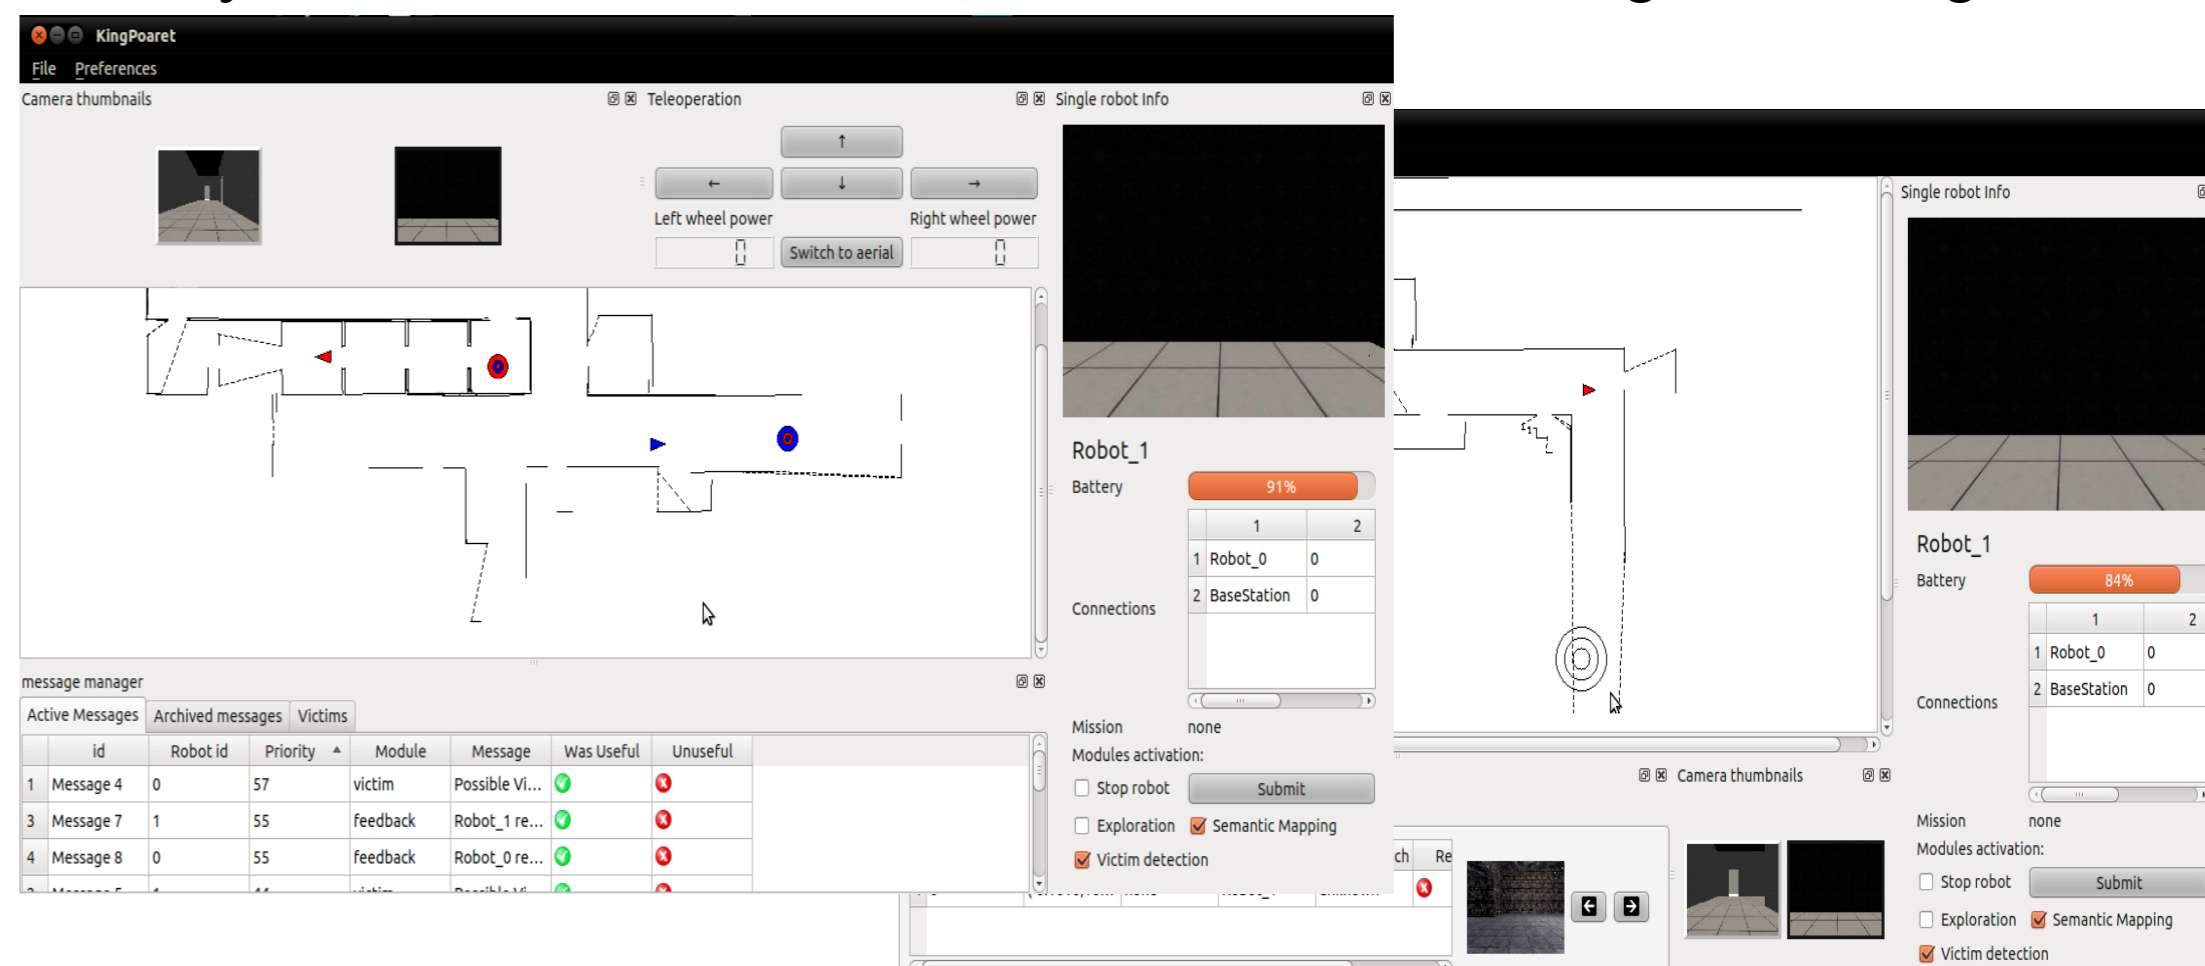 KingPoaret
File Preferences
Camera thumbnails
Teleoperation
Single robot Info
↑
← ↓ →
Left wheel power Right wheel power
0 Switch to aerial 0
Robot_1
Battery 91%
1 2
1 Robot_0 0
2 BaseStation 0
Connections
Mission none
Modules activation:
Stop robot Submit
Exploration Semantic Mapping
Victim detection
message manager
Active Messages Archived messages Victims
id Robot id Priority Module Message Was Useful Unuseful
1 Message 4 0 57 victim Possible Vi...
3 Message 7 1 55 feedback Robot_1 re...
4 Message 8 0 55 feedback Robot_0 re...
Single robot Info
Robot_1
Battery 84%
1 2
1 Robot_0 0
2 BaseStation 0
Connections
Mission none
Modules activation:
Stop robot Submit
Exploration Semantic Mapping
Victim detection
Camera thumbnails
ch Re